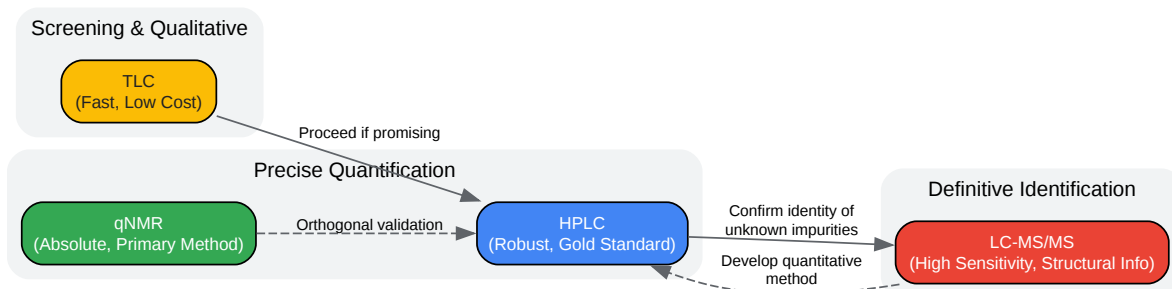 Screening & Qualitative
TLC
(Fast, Low Cost)
Proceed if promising
Precise Quantification
qNMR
(Absolute, Primary Method)
Orthogonal validation
HPLC
(Robust, Gold Standard)
Confirm identity of
unknown impurities
Develop quantitative
method
Definitive Identification
LC-MS/MS
(High Sensitivity, Structural Info)